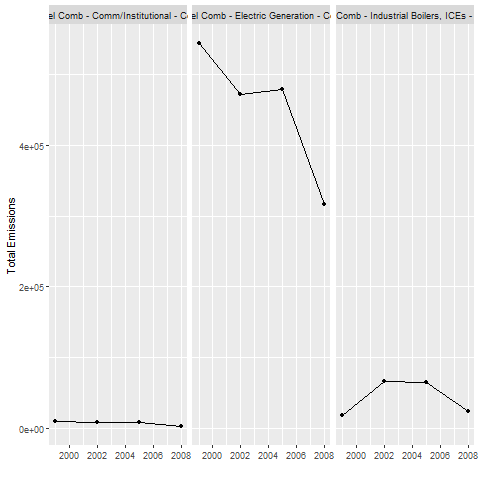 el Comb - Comm/Institutional - C
el Comb - Electric Generation - C
Comb - Industrial Boilers, ICEs -
4e+05
2e+05
0e+00
Total Emissions
2000 2002 2004 2006 2008
2000 2002 2004 2006 2008
2000 2002 2004 2006 2008